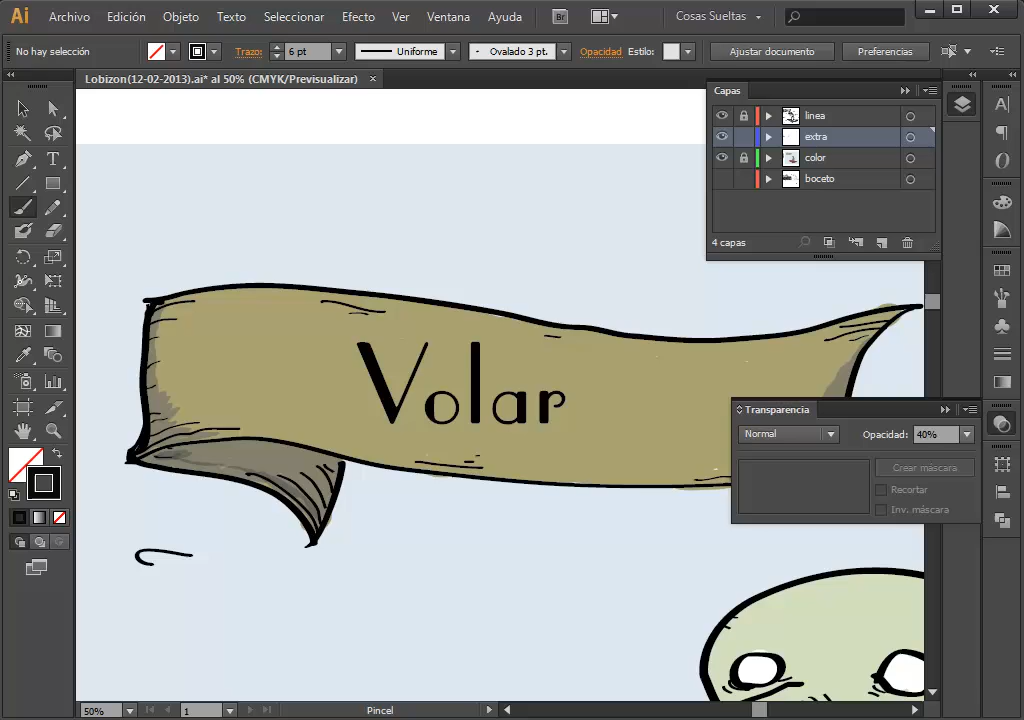 Ai Archivo Edición Objeto Texto Seleccionar Efecto Ver Ventana Ayuda Br Cosas Sueltas
No hay selección Trazo: 6 pt Uniforme Ovalado 3 pt. Opacidad Estilo: Ajustar documento Preferencias
Lobizon(12-02-2013).ai* al 50% (CMYK/Previsualizar)
Capas
linea
extra
color
boceto
4 capas
Volar
Transparencia
Normal Opacidad: 40%
Crear máscara
Recortar
Inv. máscara
50% 1 Pincel